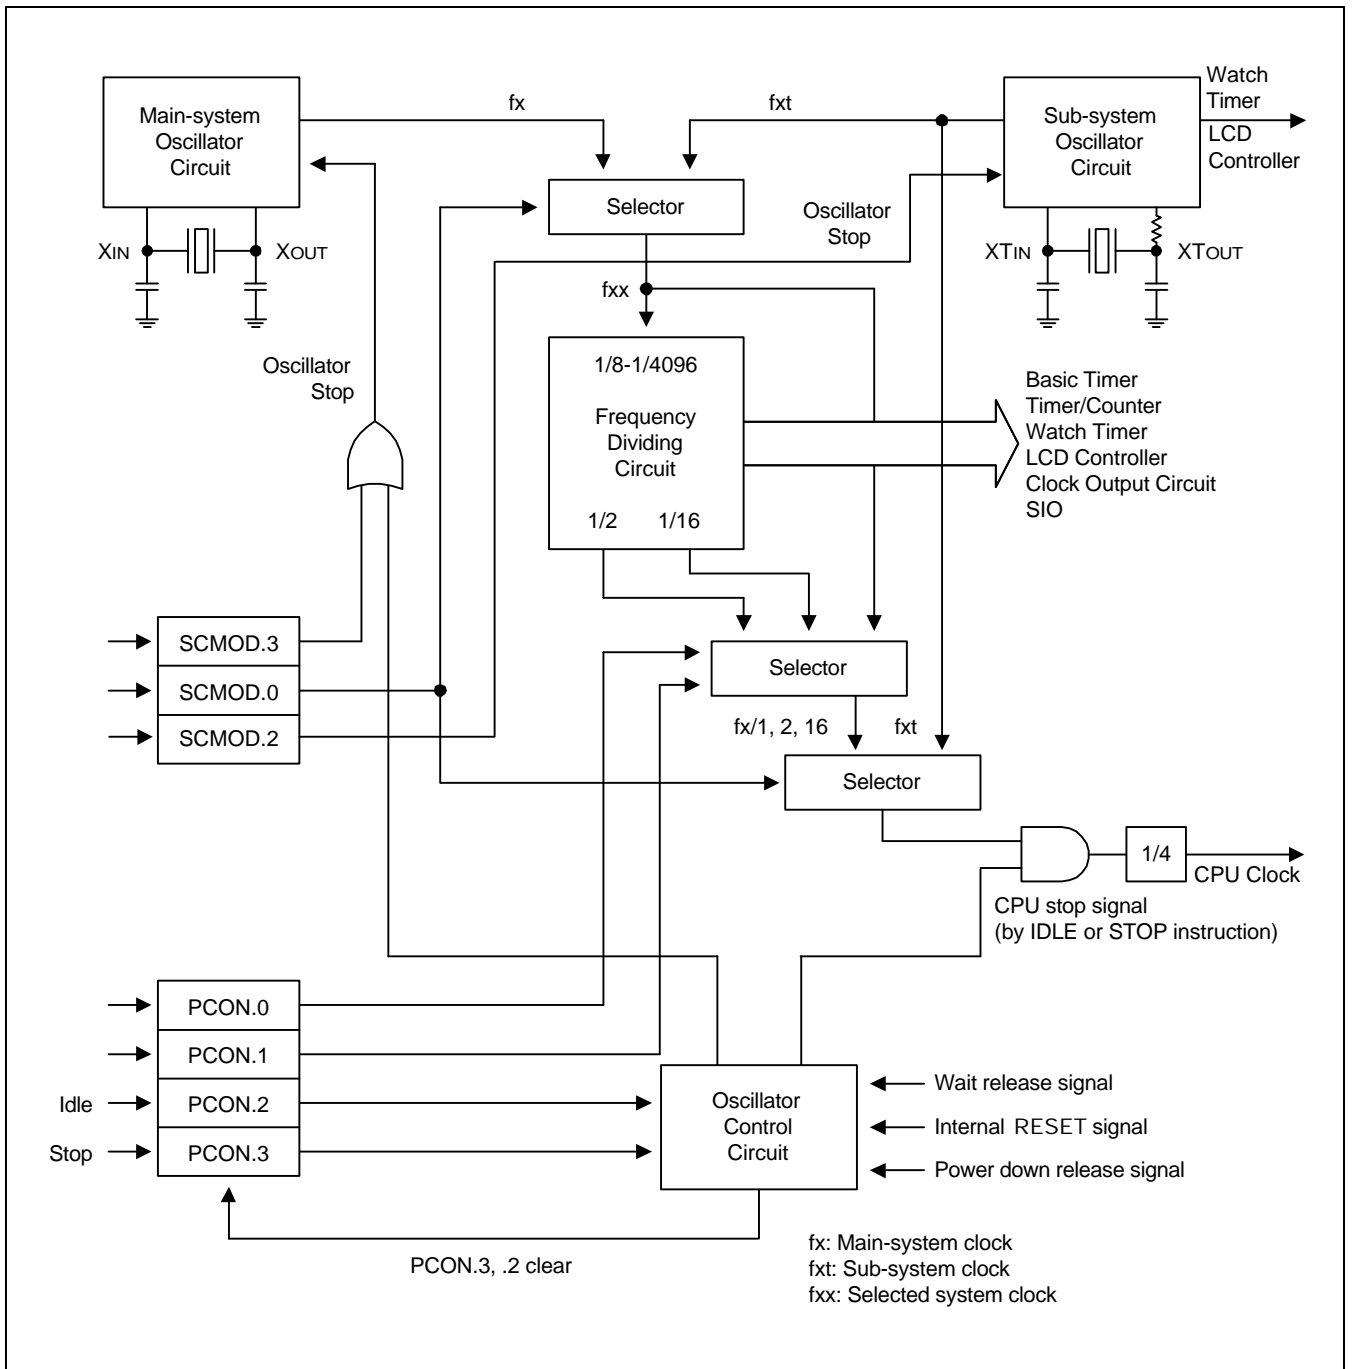 fx
fxt
Watch
Timer
LCD
Controller
Main-system
Oscillator
Circuit
Sub-system
Oscillator
Circuit
Selector
Oscillator
Stop
XIN
XOUT
XTIN
XTOUT
fxx
Oscillator
Stop
1/8-1/4096
Frequency
Dividing
Circuit
1/2
1/16
Basic Timer
Timer/Counter
Watch Timer
LCD Controller
Clock Output Circuit
SIO
SCMOD.3
SCMOD.0
SCMOD.2
Selector
fx/1, 2, 16
fxt
Selector
1/4
CPU Clock
CPU stop signal
(by IDLE or STOP instruction)
PCON.0
PCON.1
Idle
PCON.2
Stop
PCON.3
Oscillator
Control
Circuit
Wait release signal
Internal RESET signal
Power down release signal
PCON.3, .2 clear
fx: Main-system clock
fxt: Sub-system clock
fxx: Selected system clock